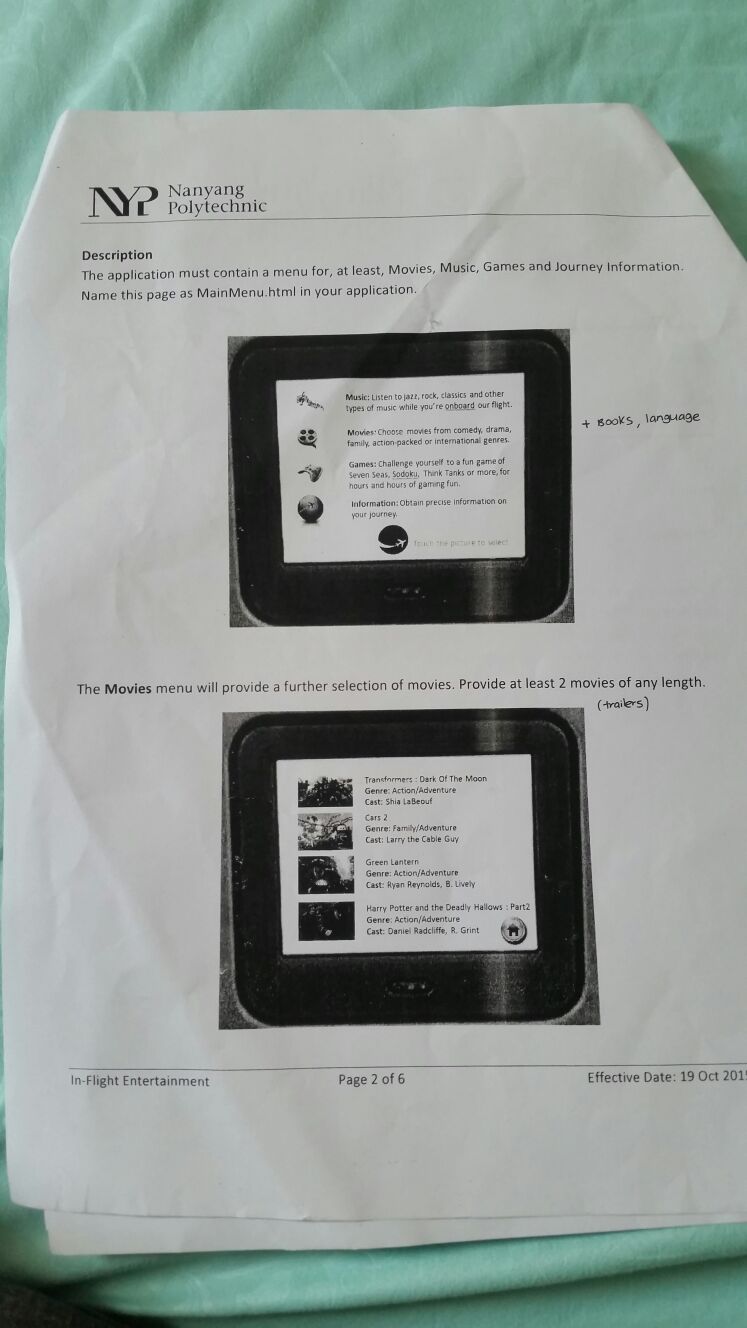 NYP Nanyang
Polytechnic
Description
The application must contain a menu for, at least, Movies, Music, Games and Journey Information.
Name this page as MainMenu.html in your application.
Music: Listen to jazz, rock, classics and other
types of music while you're onboard our flight.
Movies: Choose movies from comedy, drama,
family, action-packed or international genres.
Games: Challenge yourself to a fun game of
Seven Seas, Sodoku, Think Tanks or more, for
hours and hours of gaming fun.
Information: Obtain precise information on
your journey.
Touch the picture to select
+ Books, language
The Movies menu will provide a further selection of movies. Provide at least 2 movies of any length.
(trailers)
Transformers : Dark Of The Moon
Genre: Action/Adventure
Cast: Shia LaBeouf
Cars 2
Genre: Family/Adventure
Cast: Larry the Cable Guy
Green Lantern
Genre: Action/Adventure
Cast: Ryan Reynolds, B. Lively
Harry Potter and the Deadly Hallows : Part2
Genre: Action/Adventure
Cast: Daniel Radcliffe, R. Grint
In-Flight Entertainment Page 2 of 6 Effective Date: 19 Oct 201